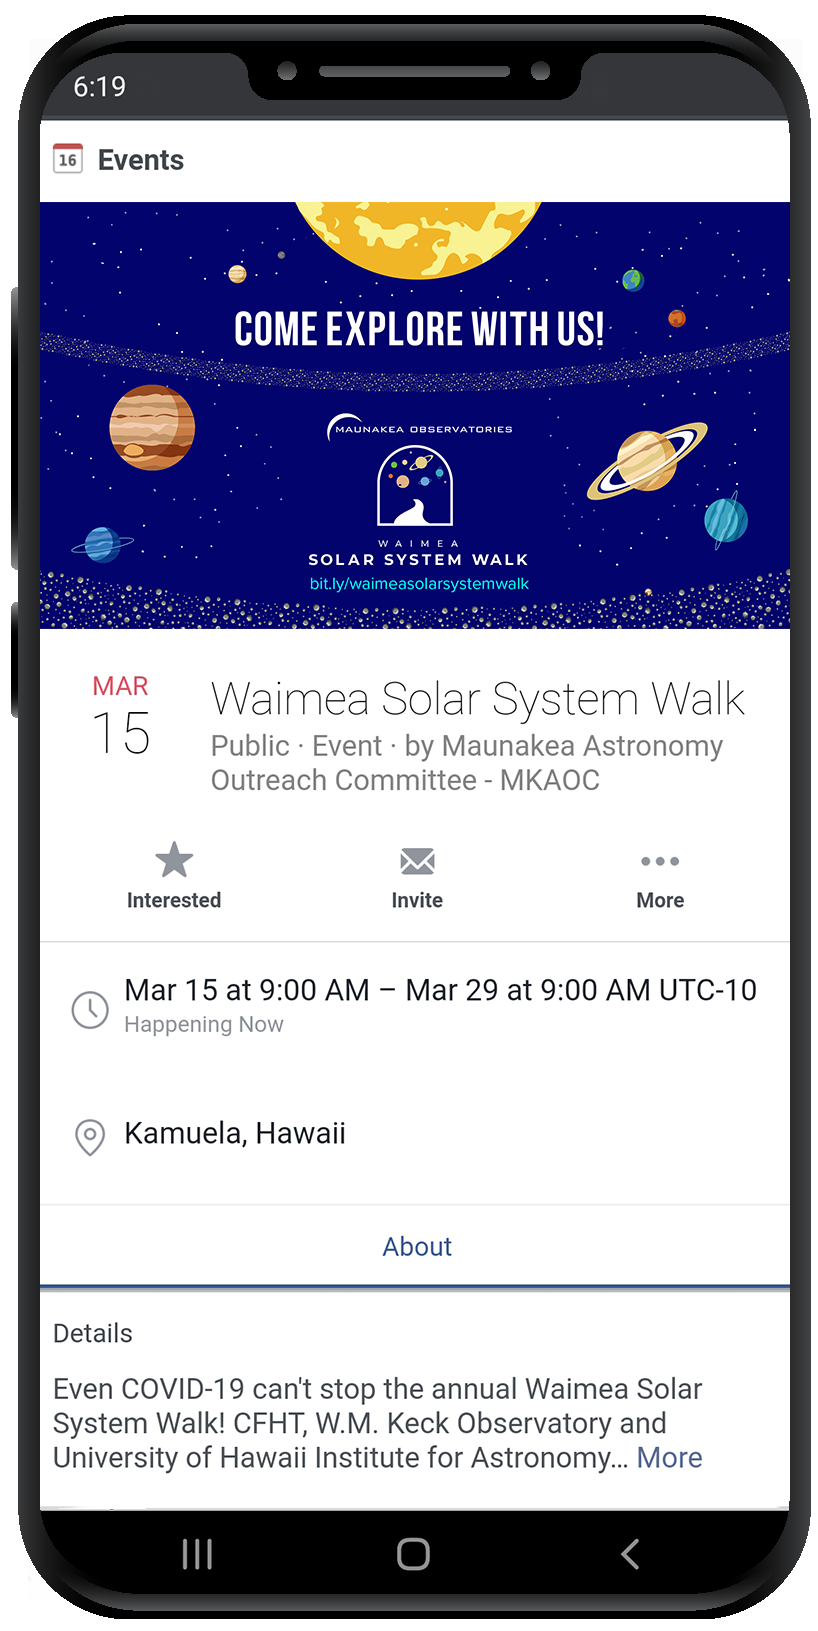 6:19
16 Events
COME EXPLORE WITH US!
MAUNAKEA OBSERVATORIES
WAIMEA
SOLAR SYSTEM WALK
bit.ly/waimeasolarsystemwalk
MAR
15
Waimea Solar System Walk
Public · Event · by Maunakea Astronomy
Outreach Committee - MKAOC
Interested
Invite
More
Mar 15 at 9:00 AM – Mar 29 at 9:00 AM UTC-10
Happening Now
Kamuela, Hawaii
About
Details
Even COVID-19 can't stop the annual Waimea Solar
System Walk! CFHT, W.M. Keck Observatory and
University of Hawaii Institute for Astronomy... More